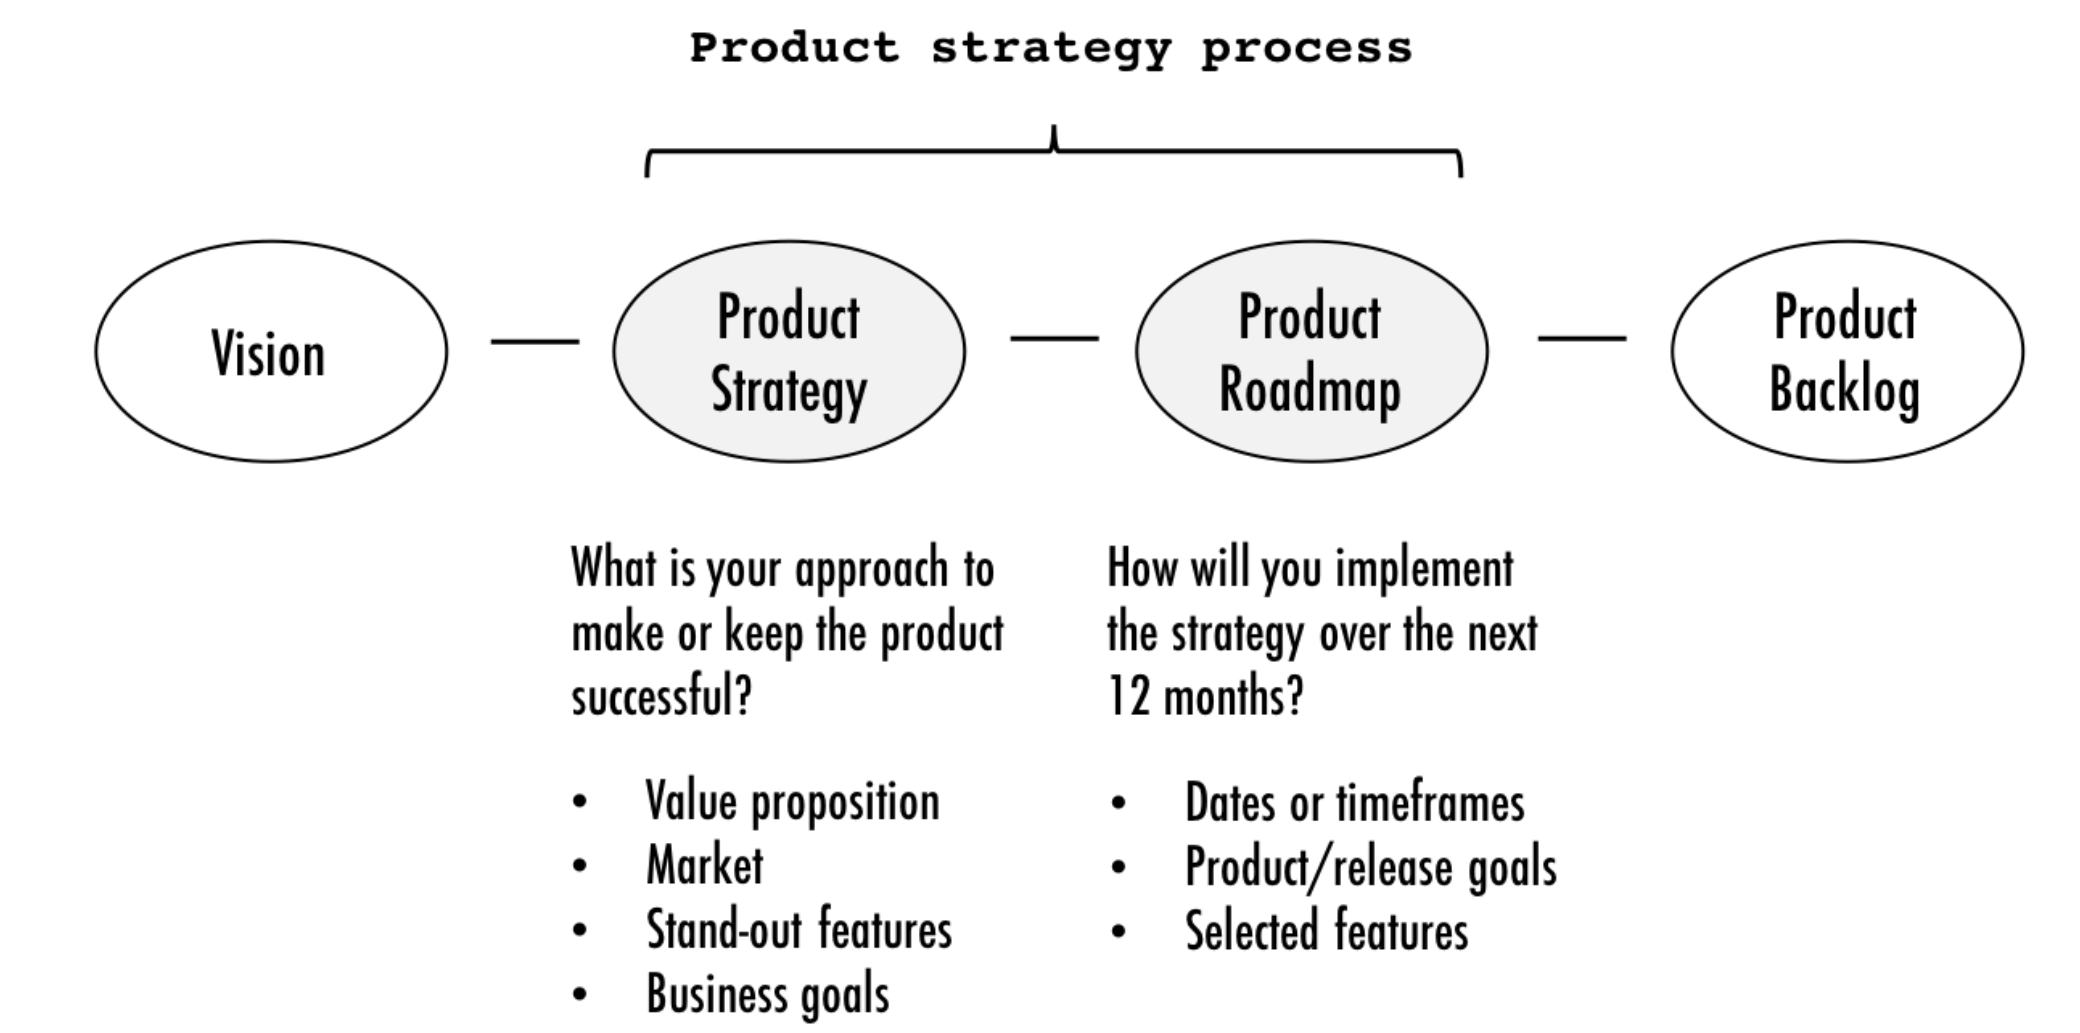 Product strategy process
Vision
Product
Strategy
Product
Roadmap
Product
Backlog
What is your approach to
make or keep the product
successful?
• Value proposition
• Market
• Stand-out features
• Business goals
How will you implement
the strategy over the next
12 months?
• Dates or timeframes
• Product/release goals
• Selected features